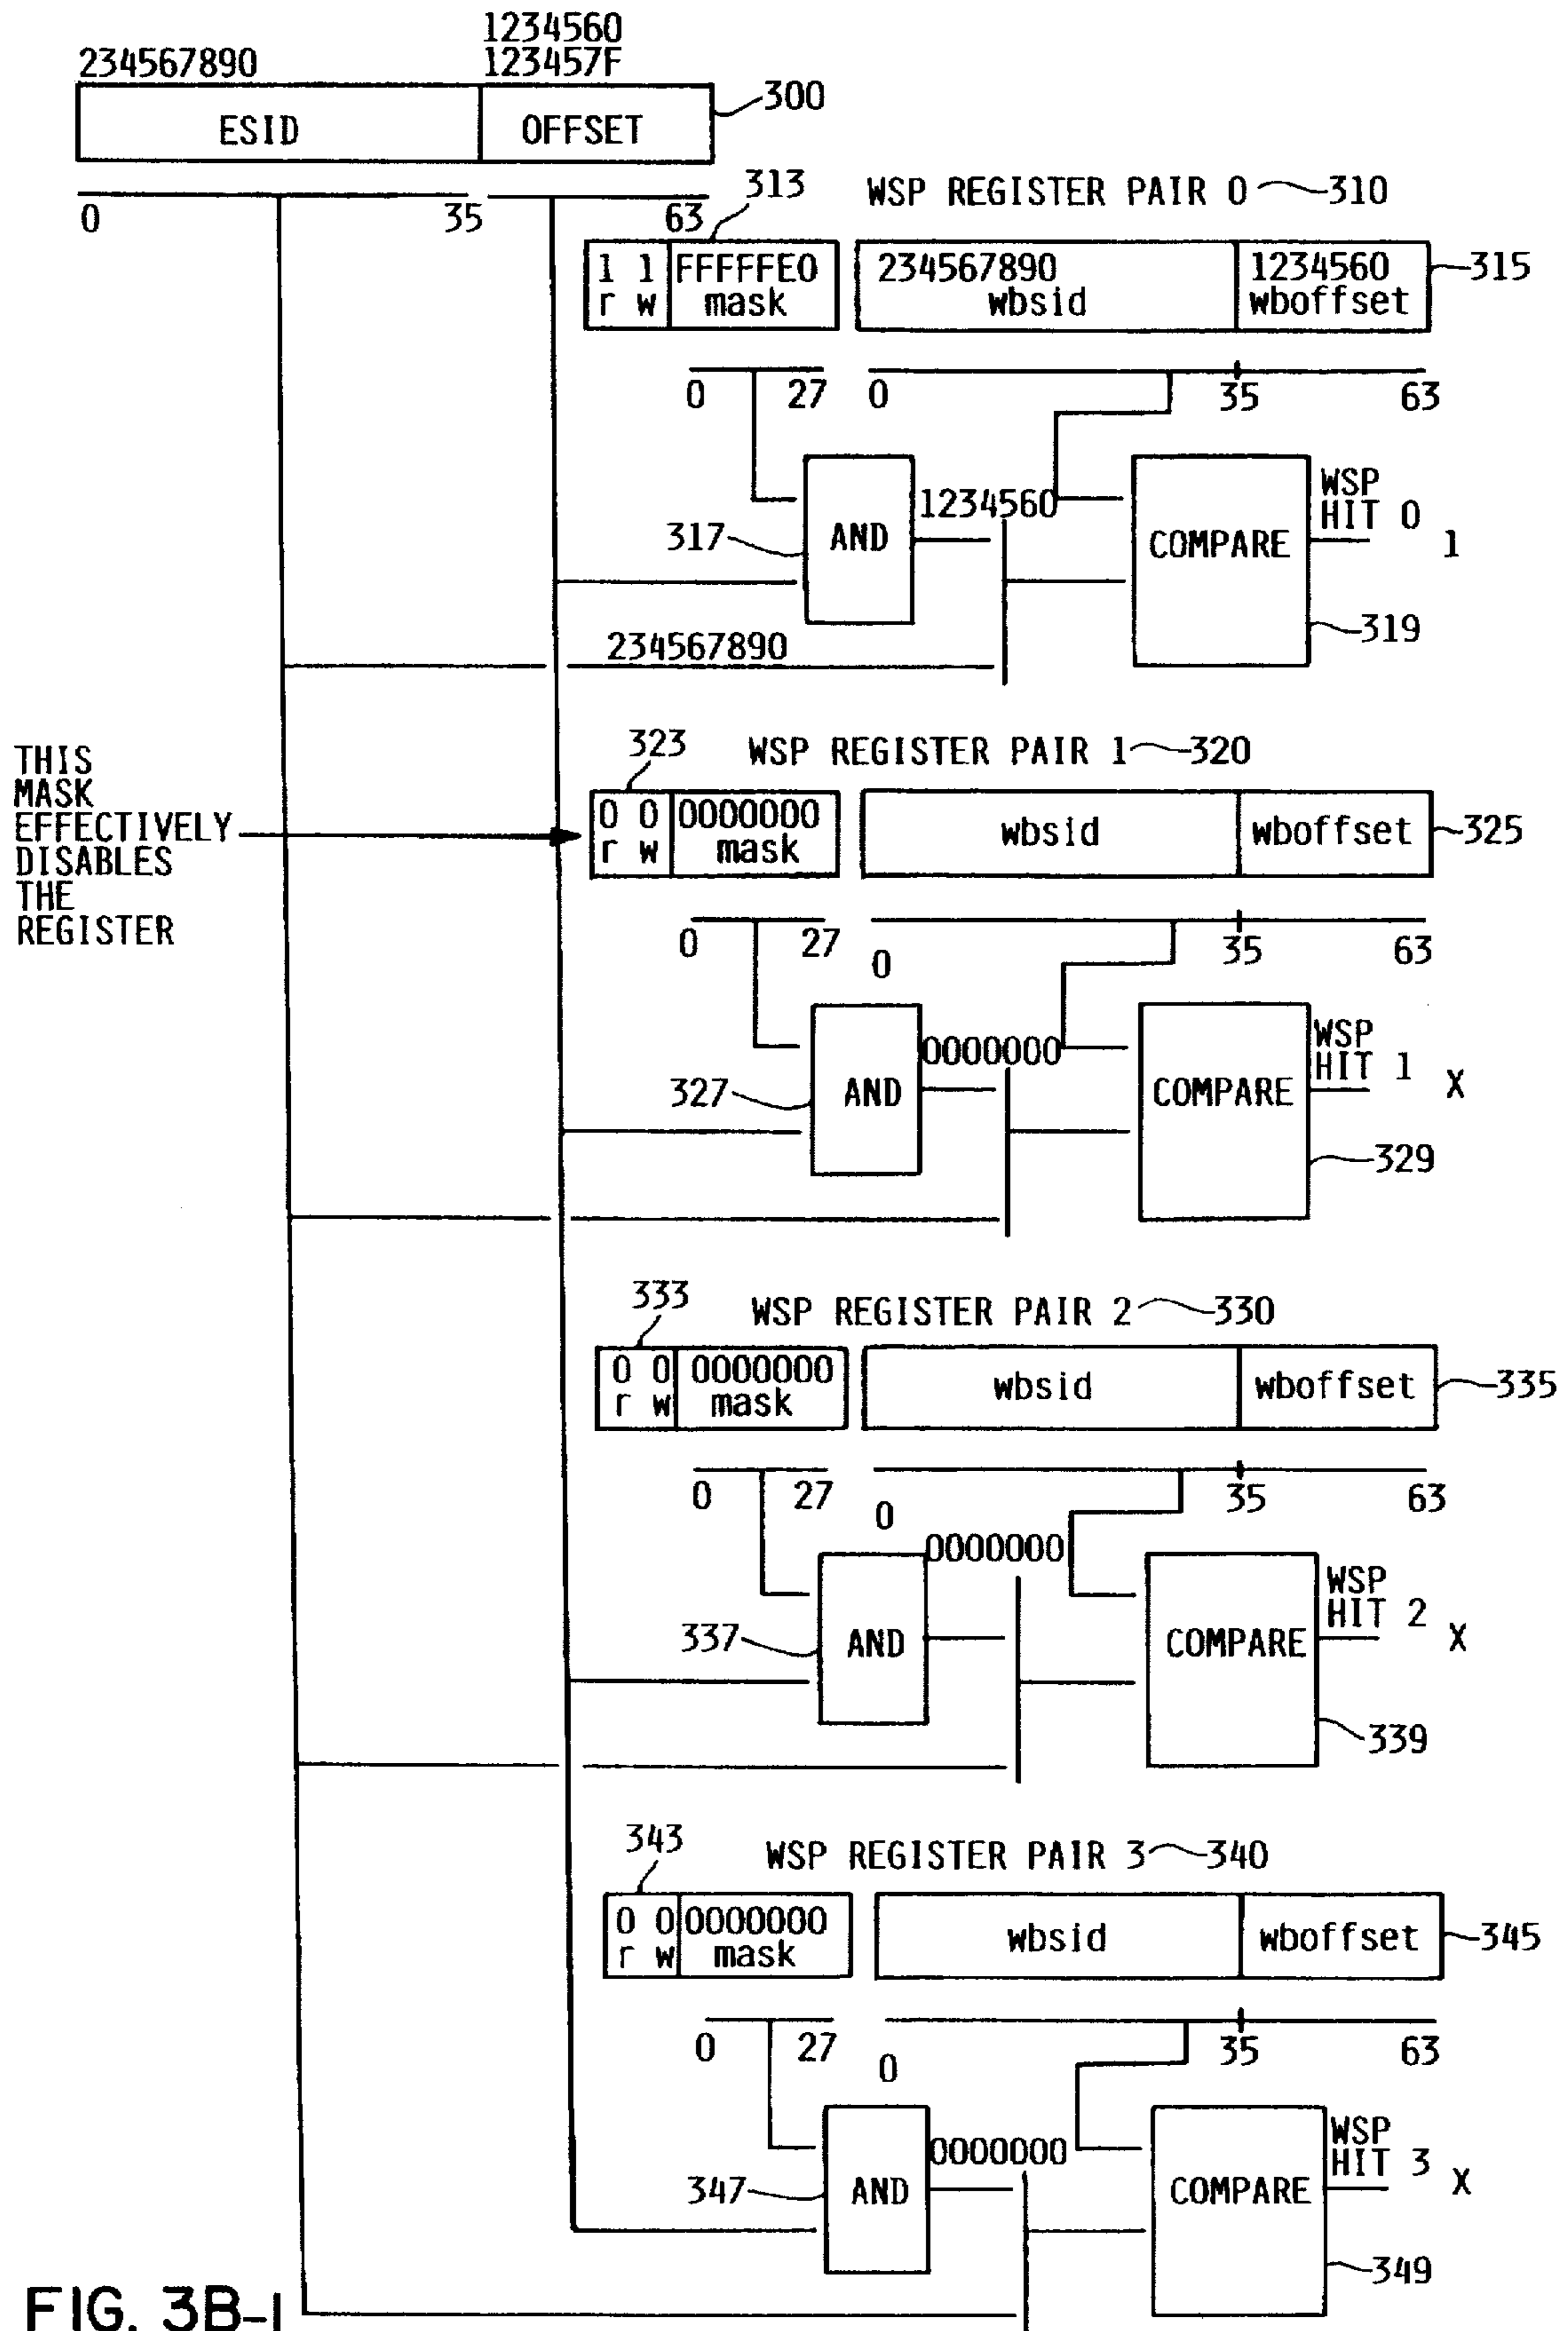 1234560
234567890 123457F
ESID OFFSET 300
0 35 63
313 WSP REGISTER PAIR 0 310
1 1 FFFFFE0 234567890 1234560 315
r w mask wbsid wboffset
0 27 0 35 63
WSP
1234560 HIT 0
317 AND COMPARE 1
319
234567890
THIS
MASK
EFFECTIVELY
DISABLES
THE
REGISTER
323 WSP REGISTER PAIR 1 320
0 0 0000000 wbsid wboffset 325
r w mask
0 27 0 35 63
WSP
0000000 HIT 1
327 AND COMPARE X
329
333 WSP REGISTER PAIR 2 330
0 0 0000000 wbsid wboffset 335
r w mask
0 27 0 35 63
0000000
WSP
HIT 2
337 AND COMPARE X
339
343 WSP REGISTER PAIR 3 340
0 0 0000000 wbsid wboffset 345
r w mask
0 27 0 35 63
WSP
0000000 HIT 3
347 AND COMPARE X
349
FIG. 3B-1